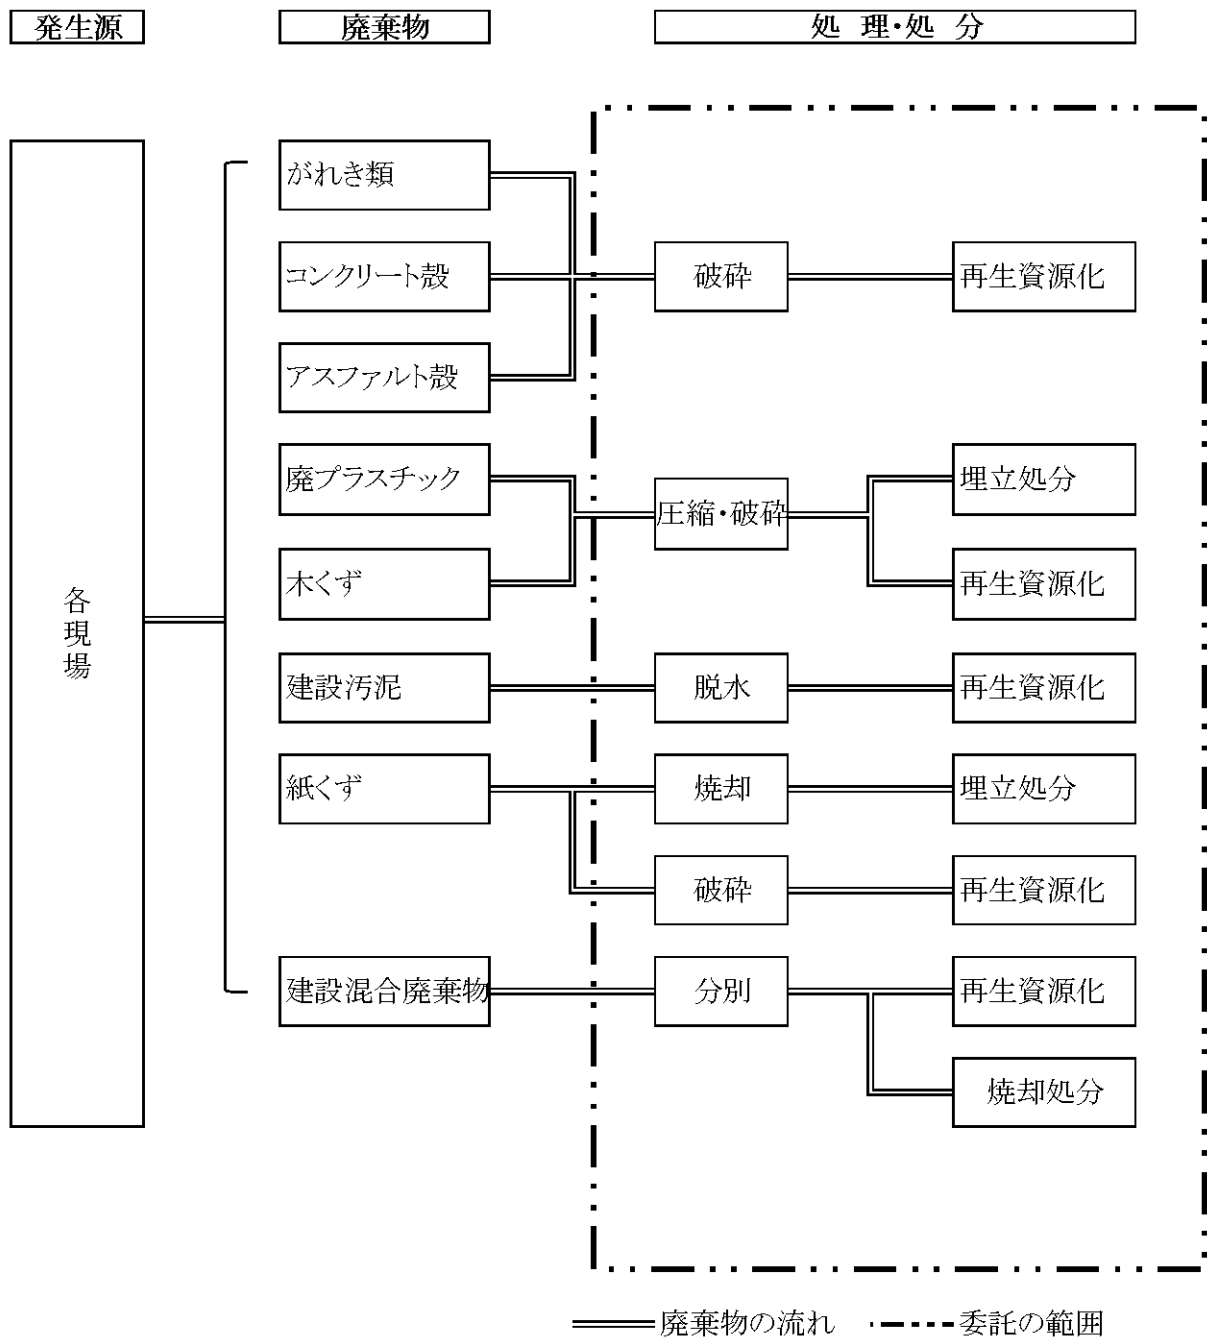 発生源
廃棄物
処 理・処 分
各現場
がれき類
コンクリート殻
破砕
再生資源化
アスファルト殻
廃プラスチック
圧縮・破砕
埋立処分
木くず
再生資源化
建設汚泥
脱水
再生資源化
紙くず
焼却
埋立処分
破砕
再生資源化
建設混合廃棄物
分別
再生資源化
焼却処分
廃棄物の流れ
委託の範囲